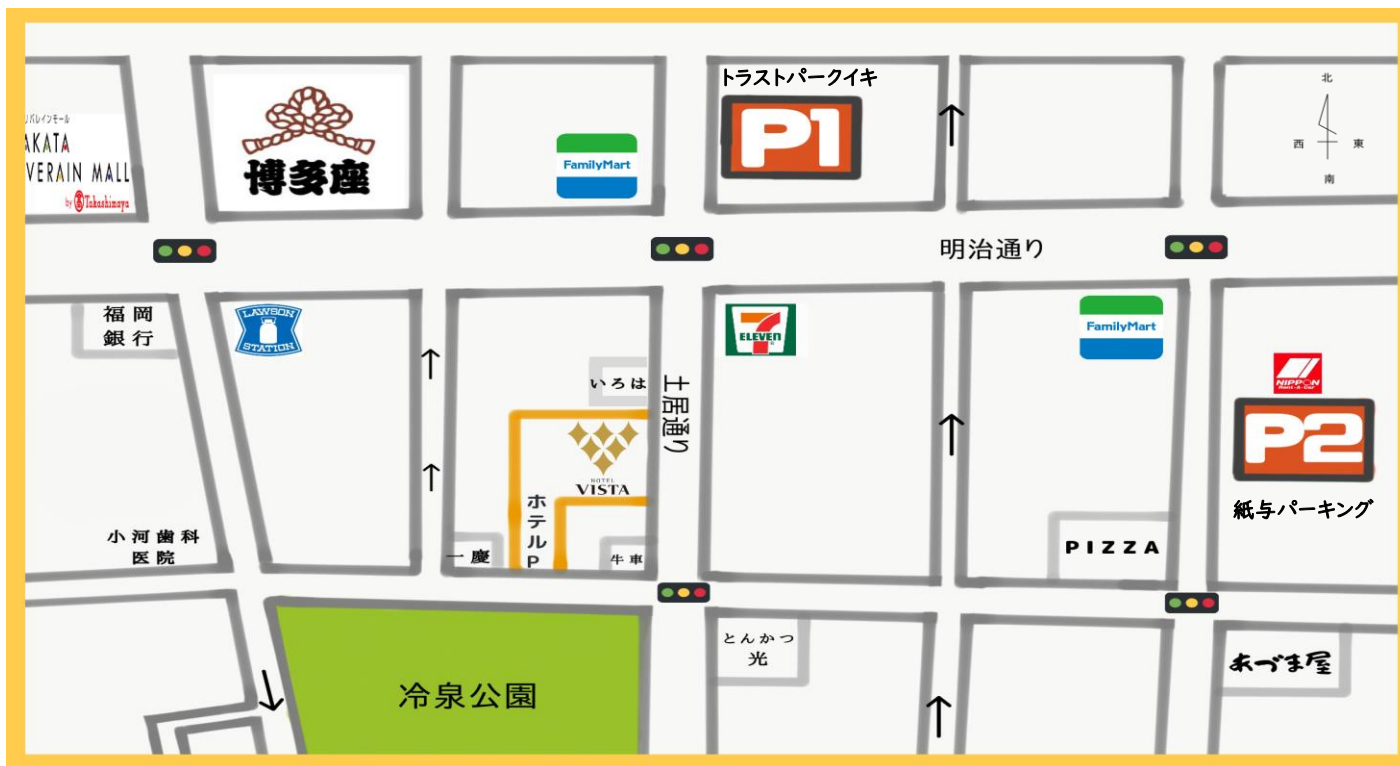 トラストパークイキ
P1
北
西 東
南
バレインモール
AKATA
VERAIN MALL
by Takashimaya
博多座
FamilyMart
明治通り
福岡
銀行
LAWSON
STATION
7
ELEVEn
FamilyMart
いろは
土居通り
NIPPON
Rent-A-Car
P2
紙与パーキング
HOTEL
VISTA
ホテルP
小河歯科
医院
一慶
牛車
PIZZA
とんかつ
光
あづま屋
冷泉公園